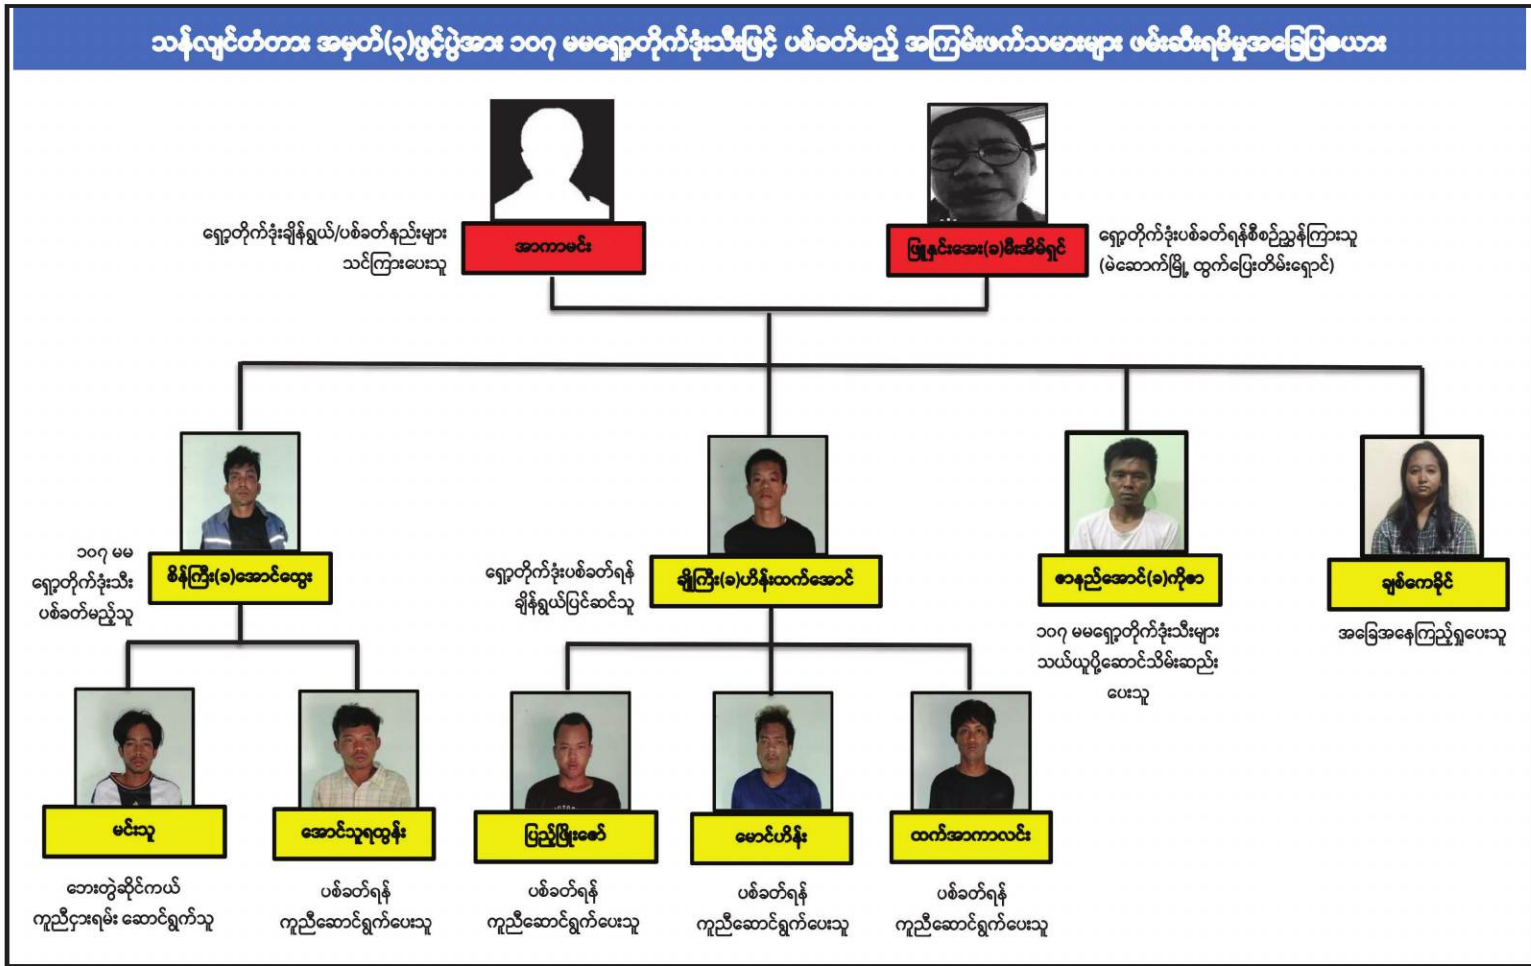 သန်လျင်တံတား အမှတ်(၃)ဖွင့်ပွဲအား ၁၀၇ မမရှော့တိုက်ဒုံးသီးဖြင့် ပစ်ခတ်မည့် အကြမ်းဖက်သမားများ ဖမ်းဆီးရမိမှုအခြေပြဇယား
ရှော့တိုက်ဒုံးချိန်ရွယ်/ပစ်ခတ်နည်းများ
သင်ကြားပေးသူ
အာကာမင်း
ဖြူနှင်းအေး(ခ)မီးအိမ်ရှင်
ရှော့တိုက်ဒုံးပစ်ခတ်ရန်စီစဉ်ညွှန်ကြားသူ
(မဲဆောက်မြို့ ထွက်ပြေးတိမ်းရှောင်)
၁၀၇ မမ
ရှော့တိုက်ဒုံးသီး
ပစ်ခတ်မည့်သူ
စိန်ကြီး(ခ)အောင်ထွေး
ရှော့တိုက်ဒုံးပစ်ခတ်ရန်
ချိန်ရွယ်ပြင်ဆင်သူ
ချိုကြီး(ခ)ဟိန်းထက်အောင်
ဇာနည်အောင်(ခ)ကိုဇာ
၁၀၇ မမရှော့တိုက်ဒုံးသီးများ
သယ်ယူပို့ဆောင်သိမ်းဆည်း
ပေးသူ
ချစ်ကေခိုင်
အခြေအနေကြည့်ရှုပေးသူ
မင်းသူ
အောင်သူရထွန်း
ပြည့်ဖြိုးဇော်
မောင်ဟိန်း
ထက်အာကာလင်း
ဘေးတွဲဆိုင်ကယ်
ကူညီငှားရမ်း ဆောင်ရွက်သူ
ပစ်ခတ်ရန်
ကူညီဆောင်ရွက်ပေးသူ
ပစ်ခတ်ရန်
ကူညီဆောင်ရွက်ပေးသူ
ပစ်ခတ်ရန်
ကူညီဆောင်ရွက်ပေးသူ
ပစ်ခတ်ရန်
ကူညီဆောင်ရွက်ပေးသူ